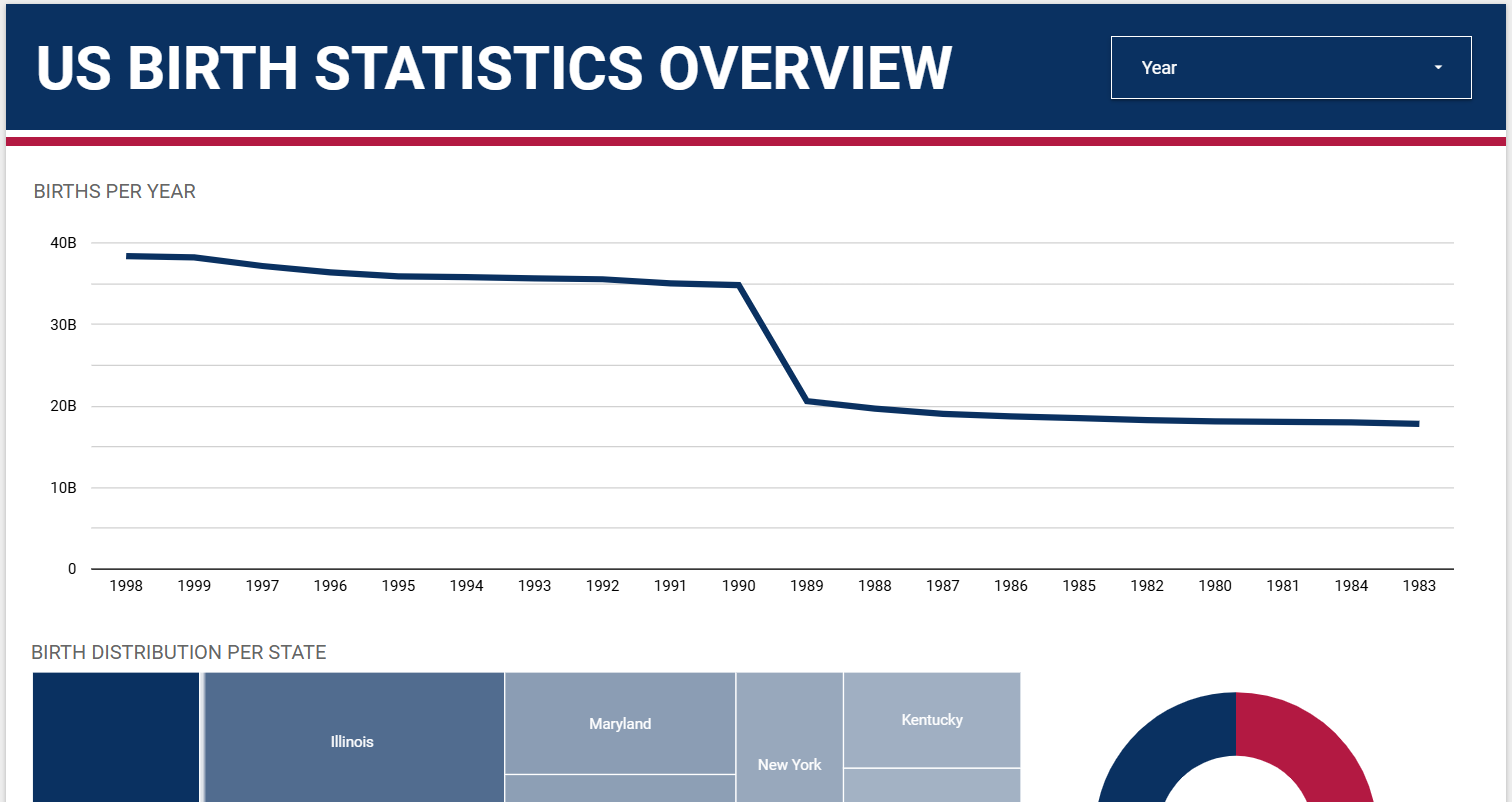 US BIRTH STATISTICS OVERVIEW
Year
BIRTHS PER YEAR
40B
30B
20B
10B
0
1998 1999 1997 1996 1995 1994 1993 1992 1991 1990 1989 1988 1987 1986 1985 1982 1980 1981 1984 1983
BIRTH DISTRIBUTION PER STATE
Illinois
Maryland
New York
Kentucky